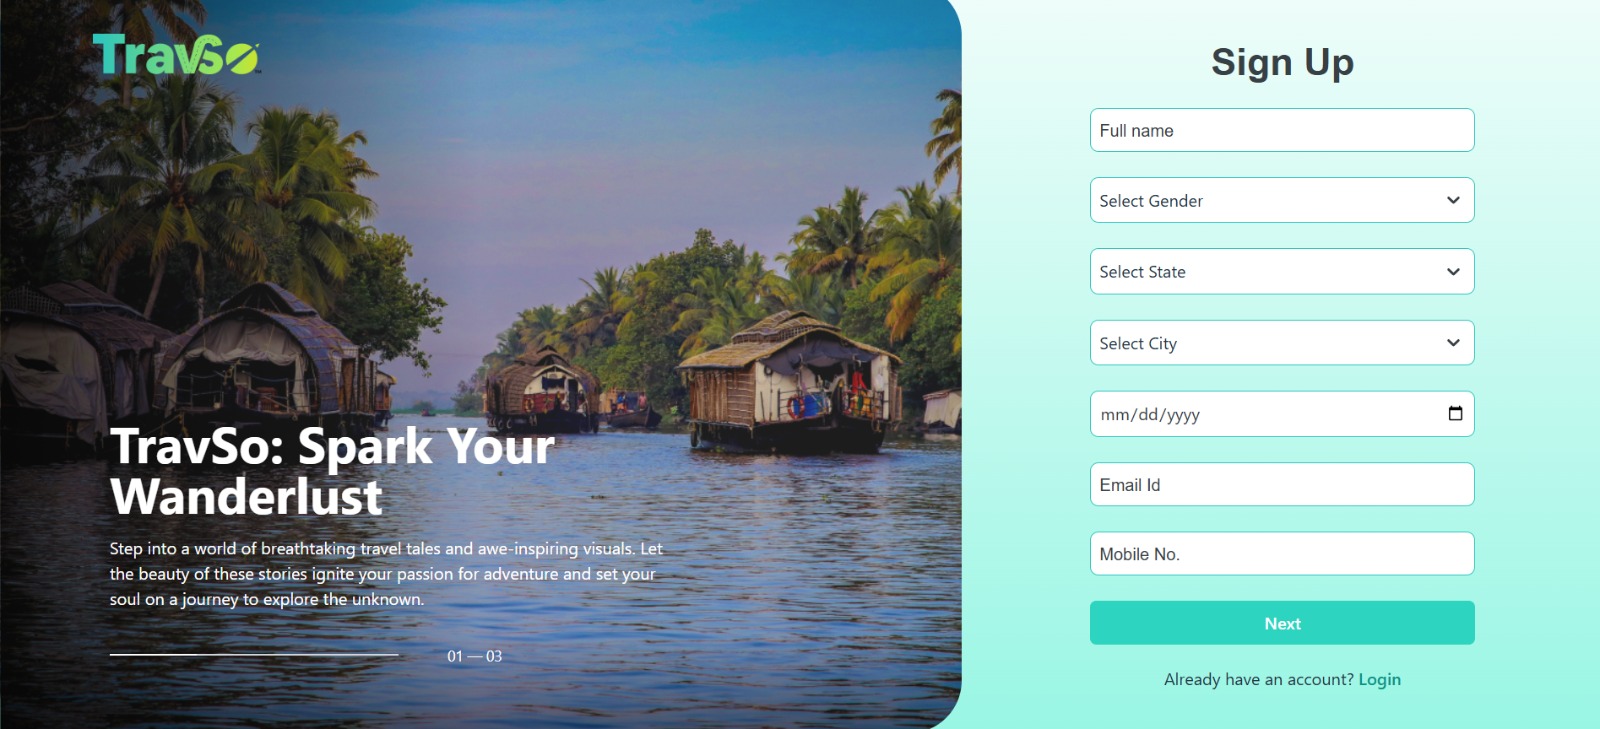 TravSo
TravSo: Spark Your
Wanderlust
Step into a world of breathtaking travel tales and awe-inspiring visuals. Let
the beauty of these stories ignite your passion for adventure and set your
soul on a journey to explore the unknown.
01 — 03
Sign Up
Full name
Select Gender
Select State
Select City
mm/dd/yyyy
Email Id
Mobile No.
Next
Already have an account? Login